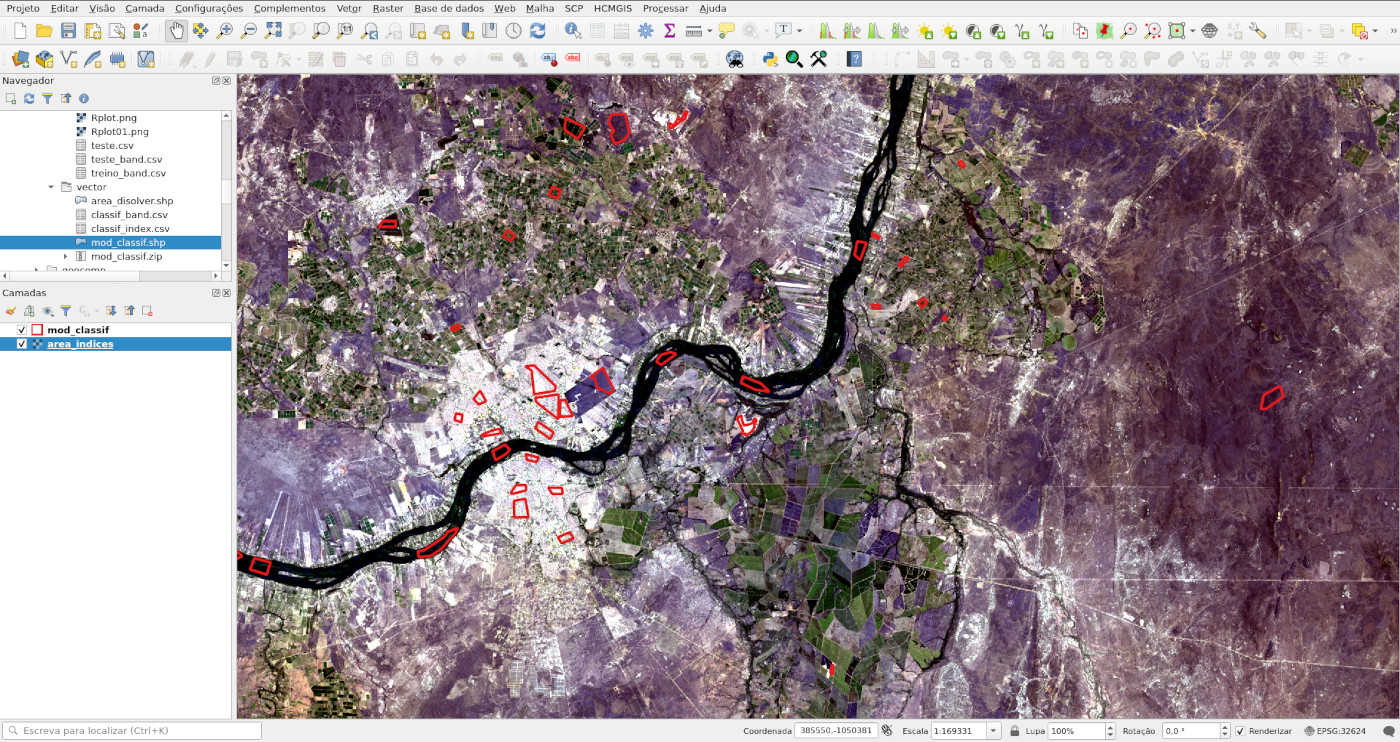 Projeto Editar Visão Camada Configurações Complementos Vetor Raster Base de dados Web Malha SCP HCMGIS Processar Ajuda
Navegador
Rplot.png
Rplot01.png
teste.csv
teste_band.csv
treino_band.csv
vector
area_disolver.shp
classif_band.csv
classif_index.csv
mod_classif.shp
mod_classif.zip
Camadas
mod_classif
area_indices
Escreva para localizar (Ctrl+K)
Coordenada 385550,-1050381 Escala 1:169331 Lupa 100% Rotação 0,0 ° Renderizar EPSG:32624